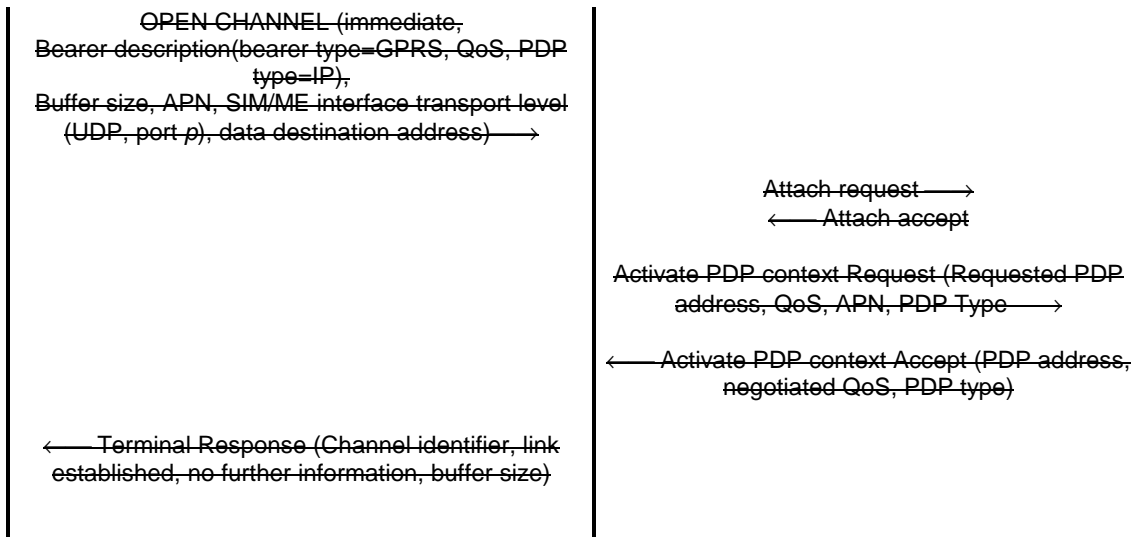 OPEN CHANNEL (immediate,
Bearer description(bearer type=GPRS, QoS, PDP
type=IP),
Buffer size, APN, SIM/ME interface transport level
(UDP, port p), data destination address) ⟶
Attach request ⟶
⟵ Attach accept
Activate PDP context Request (Requested PDP
address, QoS, APN, PDP Type ⟶
⟵ Activate PDP context Accept (PDP address,
negotiated QoS, PDP type)
⟵ Terminal Response (Channel identifier, link
established, no further information, buffer size)